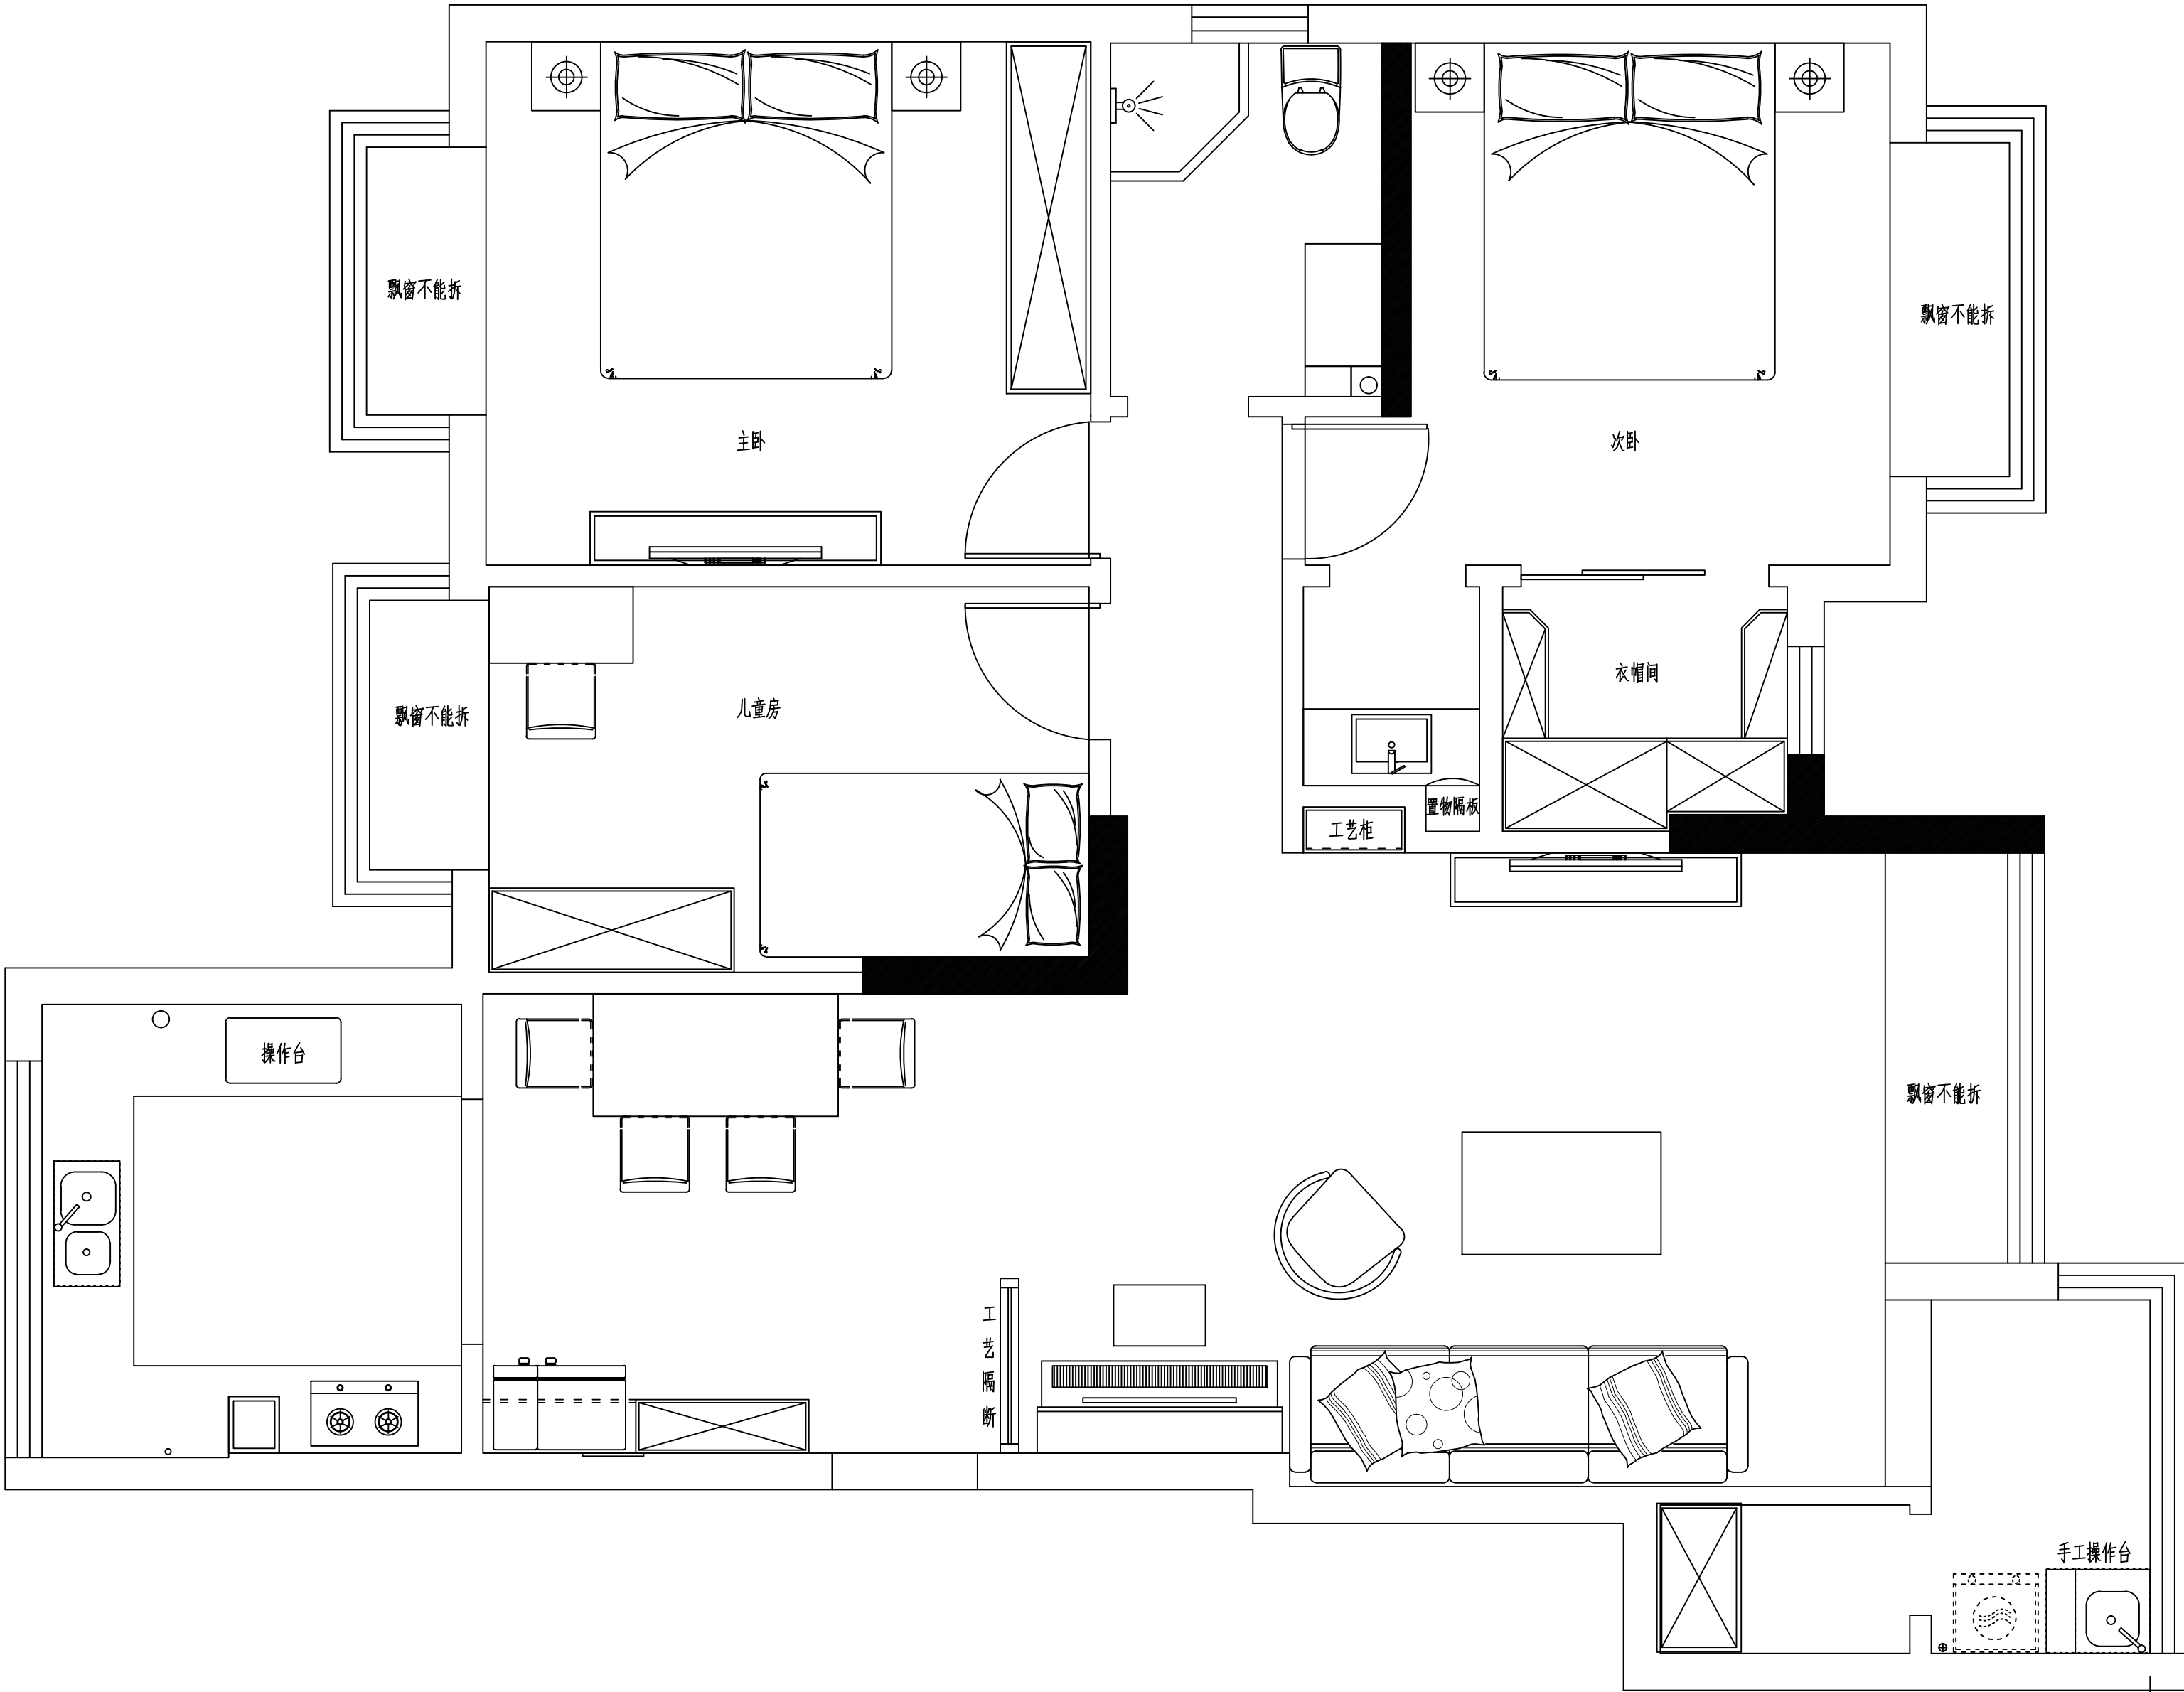 飘窗不能拆
飘窗不能拆
主卧
次卧
衣帽间
飘窗不能拆
儿童房
置物隔板
工艺柜
操作台
飘窗不能拆
工艺隔断
手工操作台